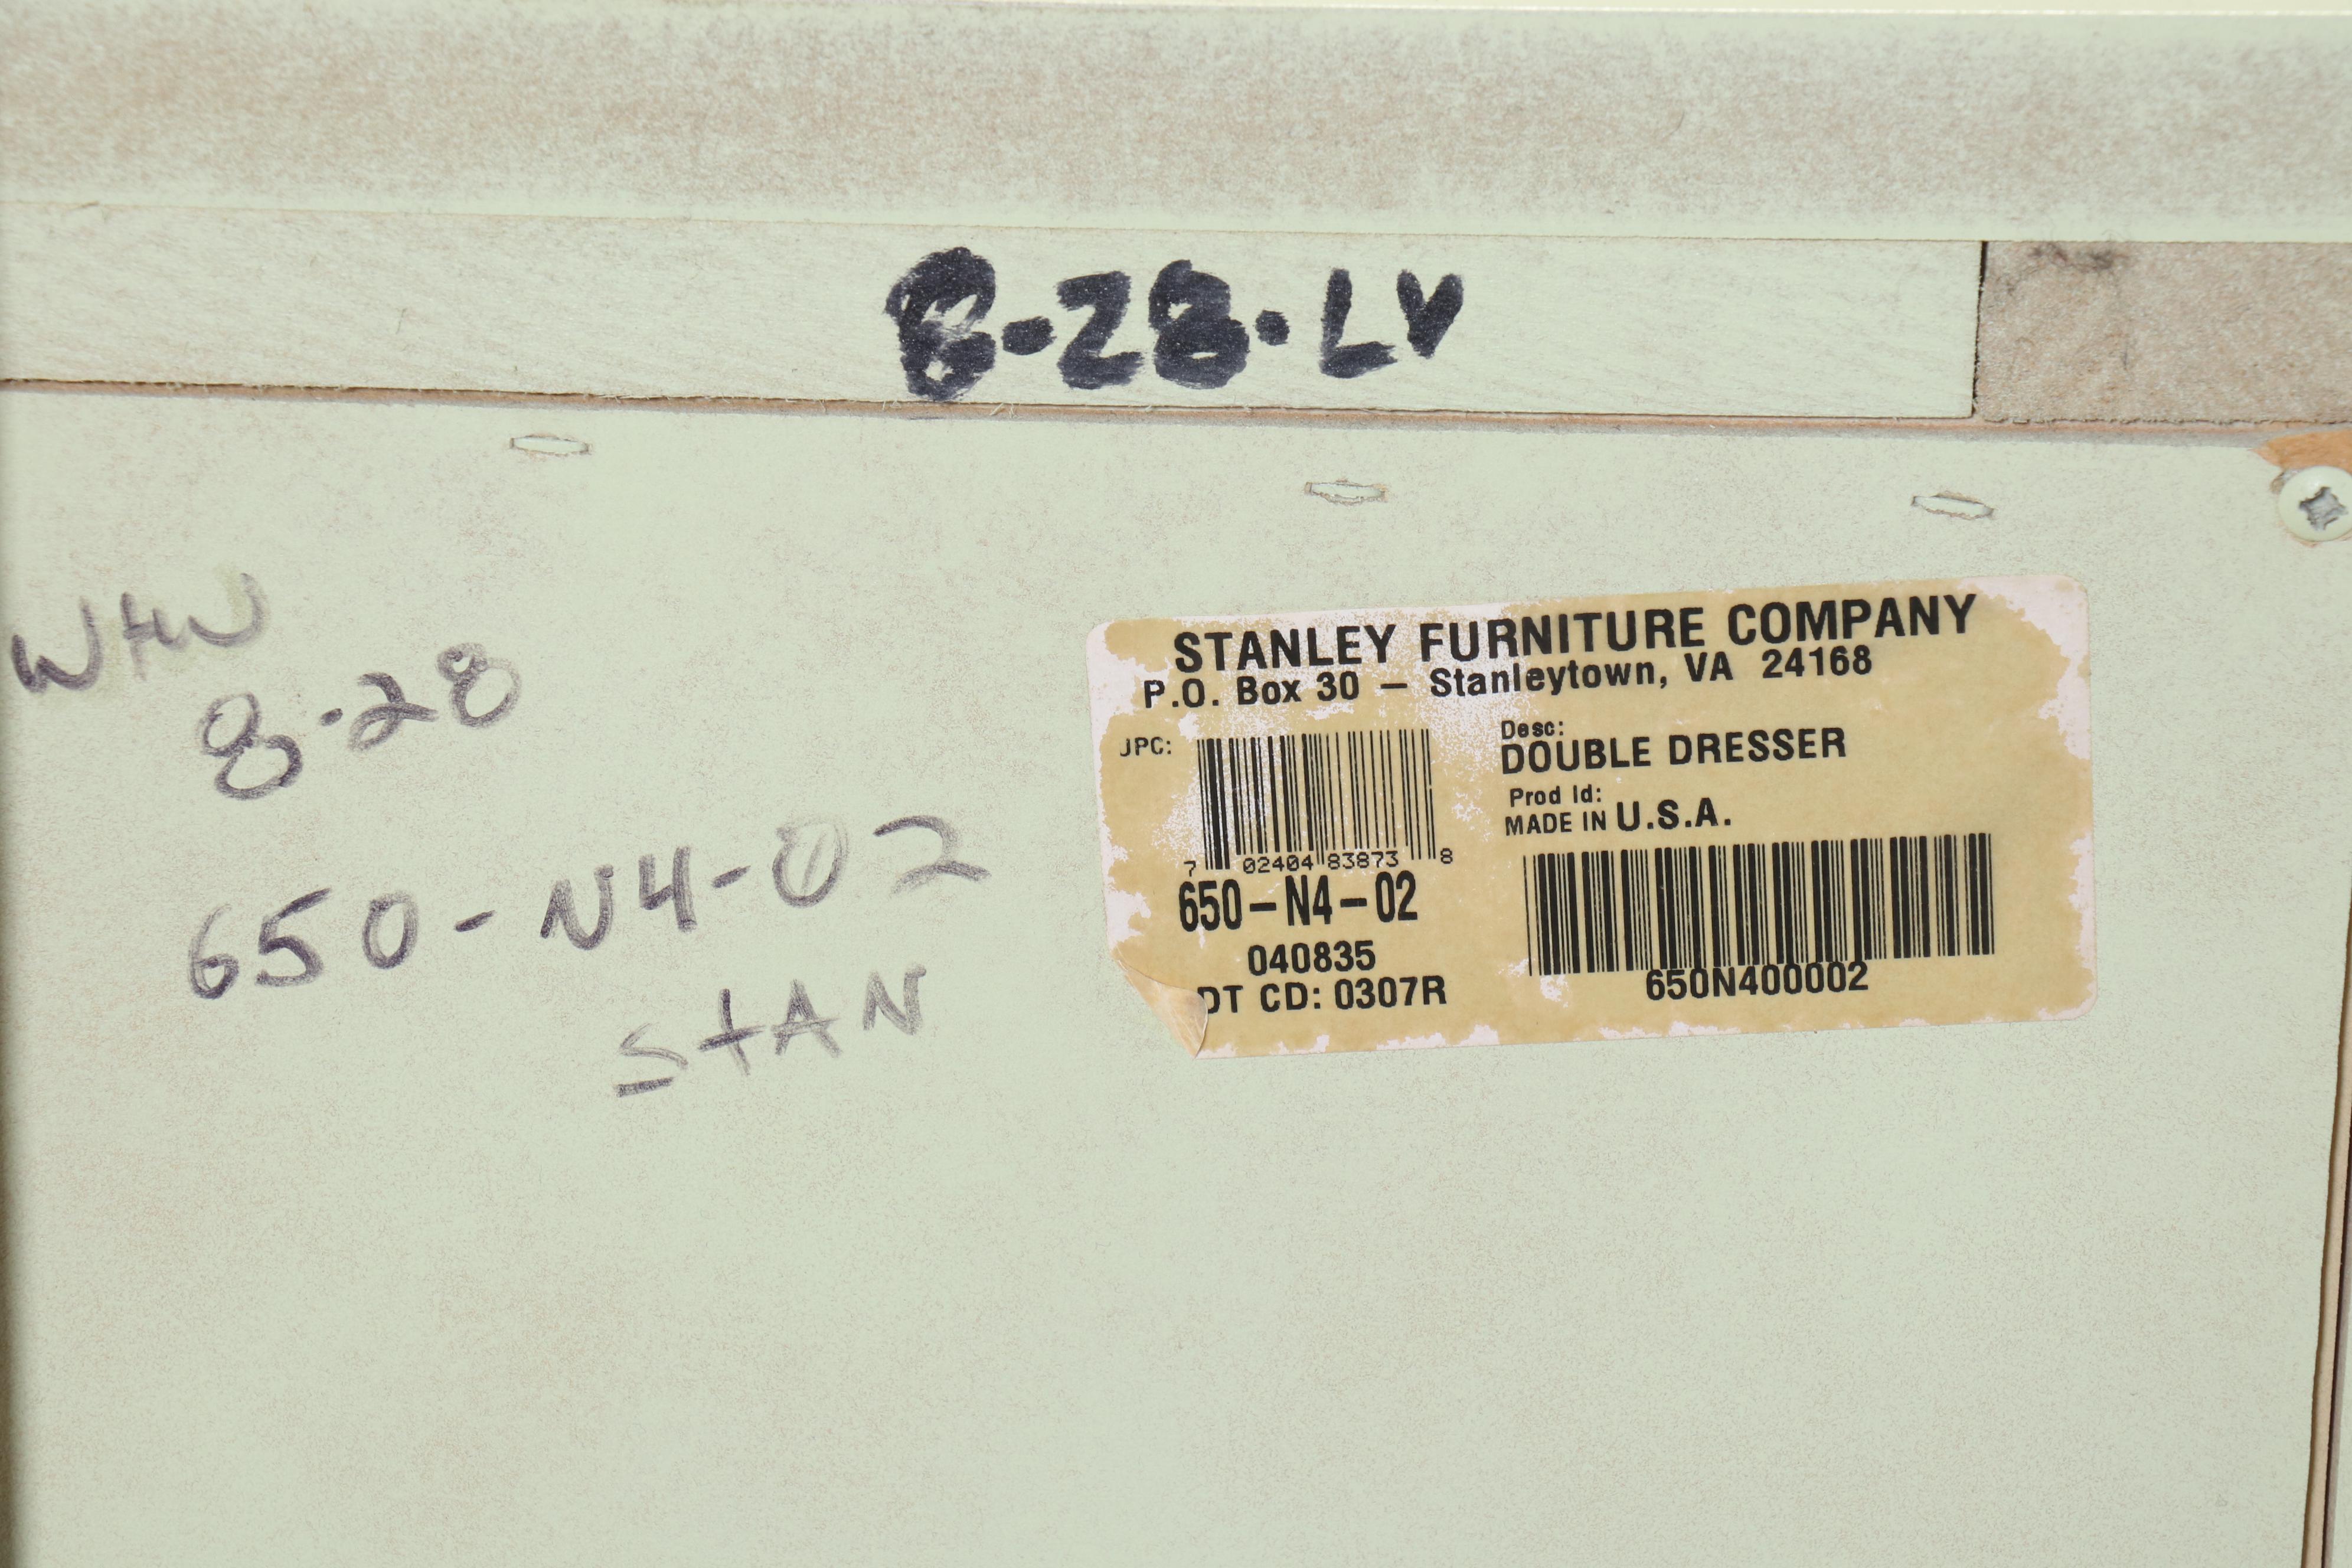 8-28-LV
WHW
8-28
650-N4-02
StAN
STANLEY FURNITURE COMPANY
P.O. Box 30 – Stanleytown, VA 24168
JPC:
7 02404 83873 8
650-N4-02
040835
DT CD: 0307R
Desc:
DOUBLE DRESSER
Prod Id:
MADE IN U.S.A.
650N400002